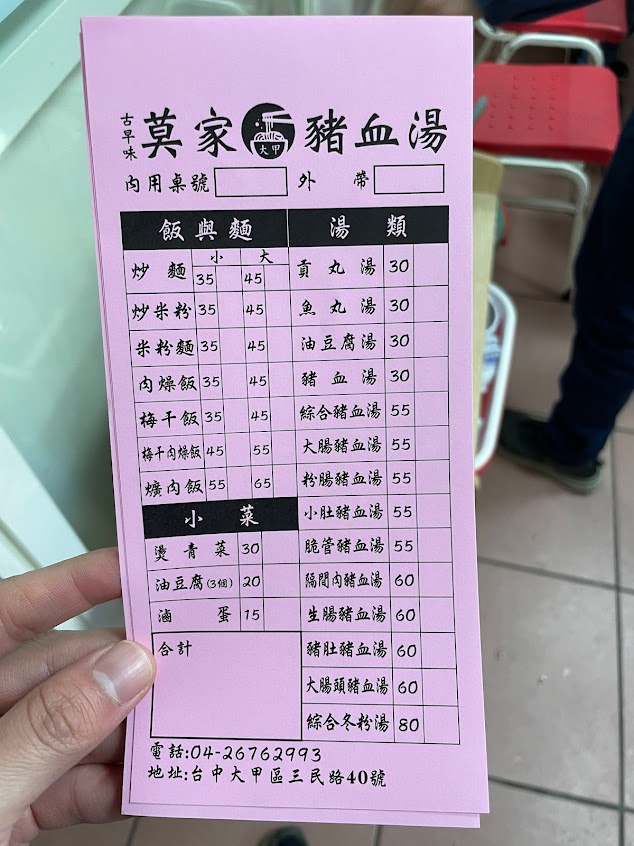 古早味 莫家 大甲 豬血湯
內用桌號 外帶
飯與麵
小 大
炒麵 35 45
炒米粉 35 45
米粉麵 35 45
肉燥飯 35 45
梅干飯 35 45
梅干肉燥飯 45 55
爌肉飯 55 65
小菜
燙青菜 30
油豆腐(3個) 20
滷蛋 15
合計
湯類
貢丸湯 30
魚丸湯 30
油豆腐湯 30
豬血湯 30
綜合豬血湯 55
大腸豬血湯 55
粉腸豬血湯 55
小肚豬血湯 55
脆管豬血湯 55
隔間肉豬血湯 60
生腸豬血湯 60
豬肚豬血湯 60
大腸頭豬血湯 60
綜合冬粉湯 80
電話:04-26762993
地址:台中大甲區三民路40號